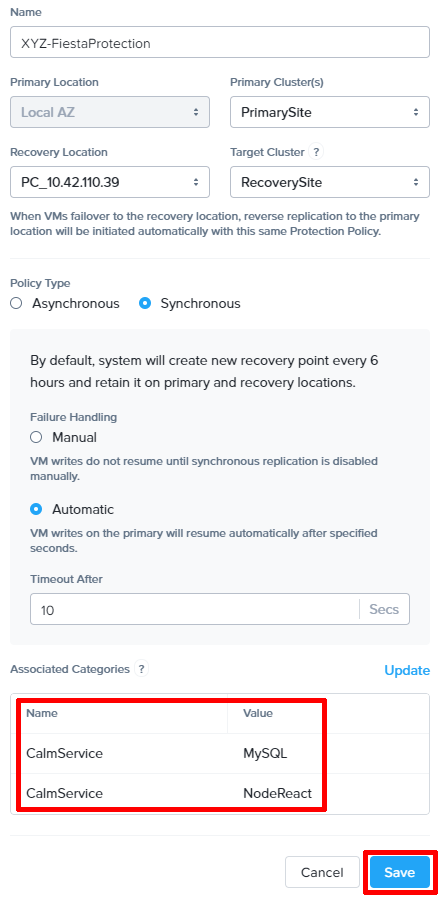 Name
XYZ-FiestaProtection
Primary Location Primary Cluster(s)
Local AZ PrimarySite
Recovery Location Target Cluster ?
PC_10.42.110.39 RecoverySite
When VMs failover to the recovery location, reverse replication to the primary
location will be initiated automatically with this same Protection Policy.
Policy Type
Asynchronous Synchronous
By default, system will create new recovery point every 6
hours and retain it on primary and recovery locations.
Failure Handling
Manual
VM writes do not resume until synchronous replication is disabled
manually.
Automatic
VM writes on the primary will resume automatically after specified
seconds.
Timeout After
10 Secs
Associated Categories ? Update
Name Value
CalmService MySQL
CalmService NodeReact
Cancel Save